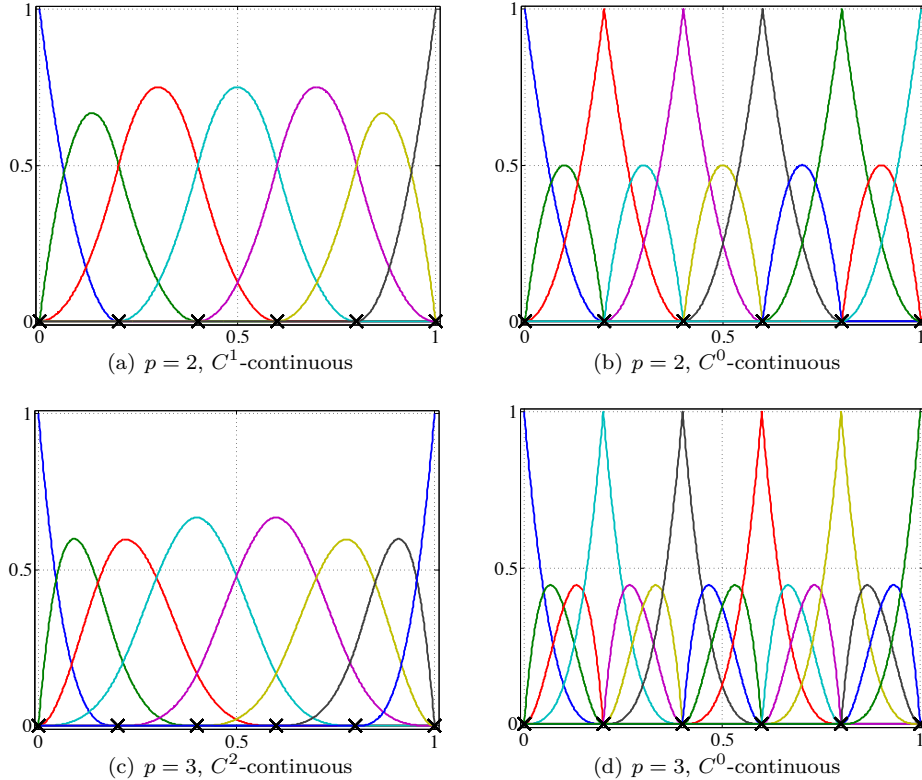 1
0.5
0
0 0.5 1
(a) p = 2, C¹-continuous
1
0.5
0
0 0.5 1
(b) p = 2, C⁰-continuous
1
0.5
0
0 0.5 1
(c) p = 3, C²-continuous
1
0.5
0
0 0.5 1
(d) p = 3, C⁰-continuous